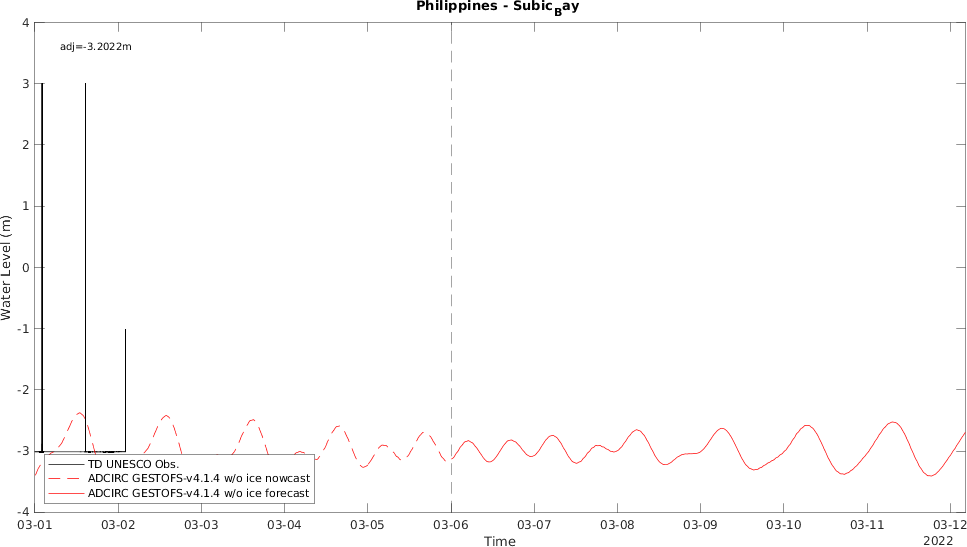 Philippines - SubicBay
4
adj=-3.2022m
3
2
1
0
-1
-2
-3
-4
Water Level (m)
TD UNESCO Obs.
ADCIRC GESTOFS-v4.1.4 w/o ice nowcast
ADCIRC GESTOFS-v4.1.4 w/o ice forecast
03-01 03-02 03-03 03-04 03-05 03-06 03-07 03-08 03-09 03-10 03-11 03-12
Time
2022